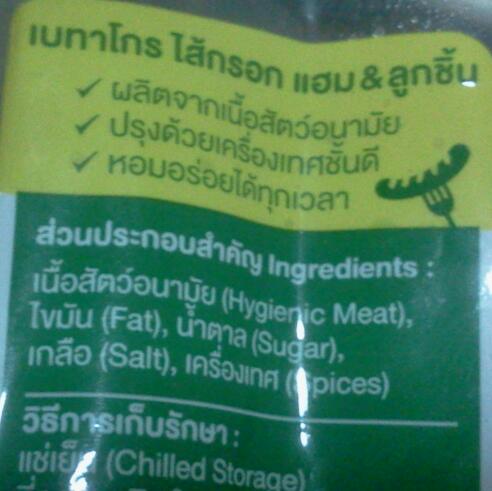 เบทาโกร ไส้กรอก แฮม & ลูกชิ้น
✓ ผลิตจากเนื้อสัตว์อนามัย
✓ ปรุงด้วยเครื่องเทศชั้นดี
✓ หอมอร่อยได้ทุกเวลา
ส่วนประกอบสำคัญ Ingredients :
เนื้อสัตว์อนามัย (Hygienic Meat),
ไขมัน (Fat), น้ำตาล (Sugar),
เกลือ (Salt), เครื่องเทศ (Spices)
วิธีการเก็บรักษา :
แช่เย็น (Chilled Storage)